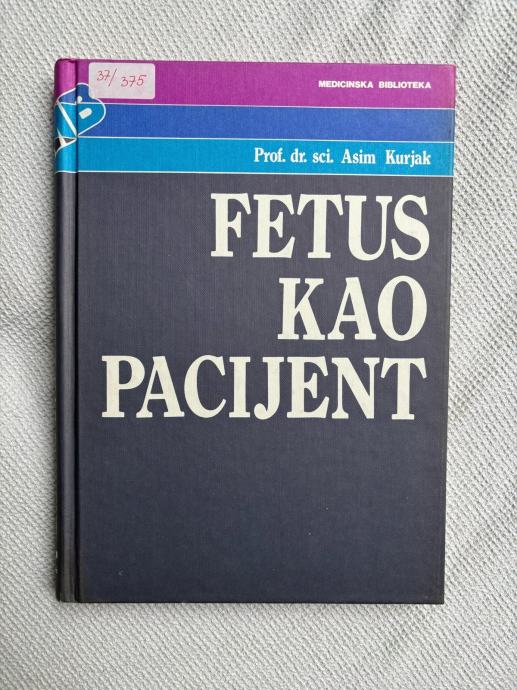 37/375
MEDICINSKA BIBLIOTEKA
Prof. dr. sci. Asim Kurjak
FETUS
KAO
PACIJENT